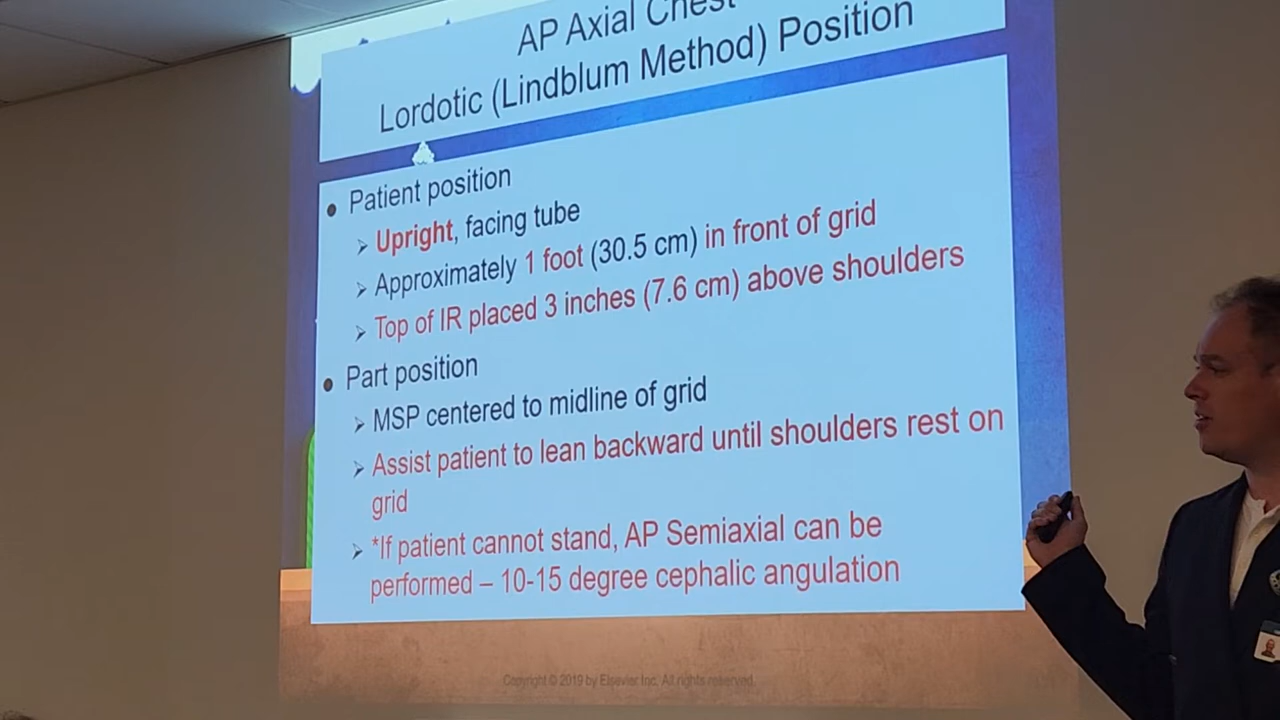 AP Axial Chest
Lordotic (Lindblum Method) Position
• Patient position
➢ Upright, facing tube
➢ Approximately 1 foot (30.5 cm) in front of grid
➢ Top of IR placed 3 inches (7.6 cm) above shoulders
• Part position
➢ MSP centered to midline of grid
➢ Assist patient to lean backward until shoulders rest on
grid
➢ *If patient cannot stand, AP Semiaxial can be
performed – 10-15 degree cephalic angulation
Copyright © 2019 by Elsevier Inc. All rights reserved.